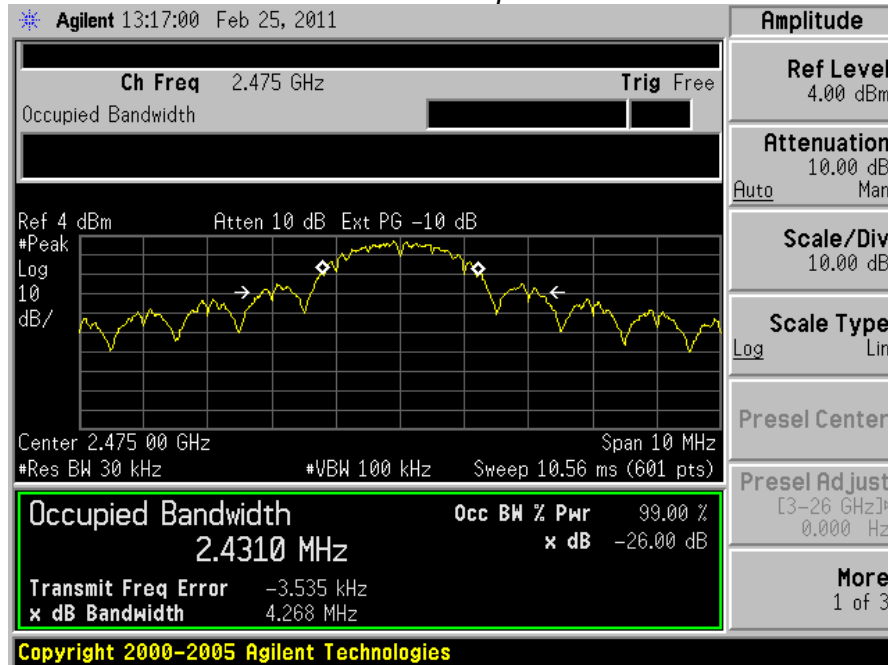 Agilent 13:17:00 Feb 25, 2011
Ch Freq 2.475 GHz Trig Free
Occupied Bandwidth
Ref 4 dBm Atten 10 dB Ext PG -10 dB
#Peak
Log
10
dB/
Center 2.475 00 GHz Span 10 MHz
#Res BW 30 kHz #VBW 100 kHz Sweep 10.56 ms (601 pts)
Occupied Bandwidth
2.4310 MHz
Occ BW % Pwr 99.00 %
x dB -26.00 dB
Transmit Freq Error -3.535 kHz
x dB Bandwidth 4.268 MHz
Copyright 2000-2005 Agilent Technologies
Amplitude
Ref Level
4.00 dBm
Attenuation
10.00 dB
Auto Man
Scale/Div
10.00 dB
Scale Type
Log Lin
Presel Center
Presel Adjust
[3-26 GHz]
0.000 Hz
More
1 of 3